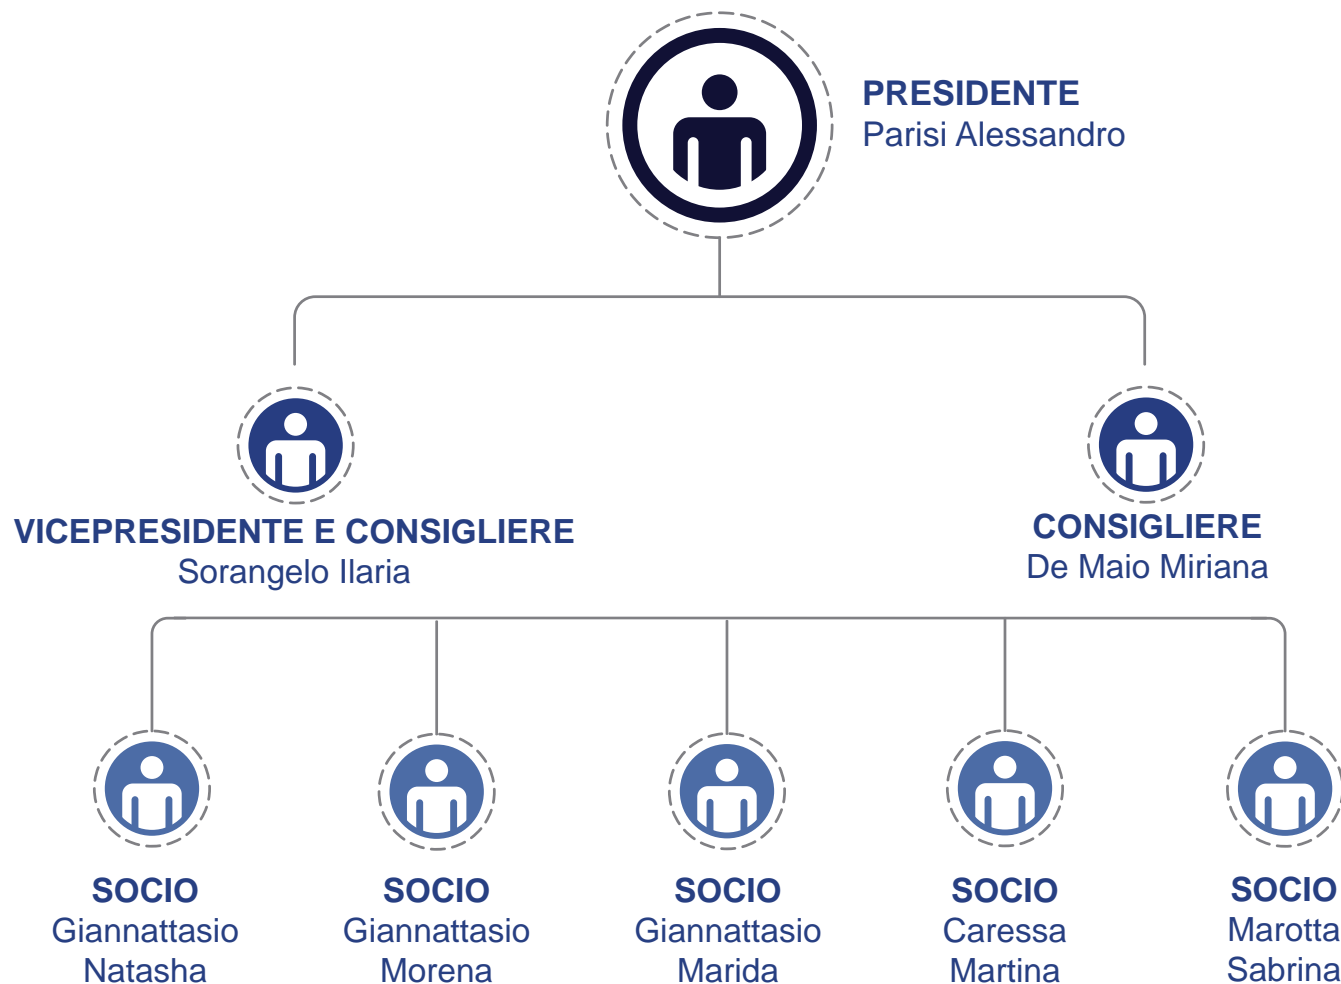 PRESIDENTE
Parisi Alessandro
VICEPRESIDENTE E CONSIGLIERE
Sorangelo Ilaria
CONSIGLIERE
De Maio Miriana
SOCIO
Giannattasio
Natasha
SOCIO
Giannattasio
Morena
SOCIO
Giannattasio
Marida
SOCIO
Caressa
Martina
SOCIO
Marotta
Sabrina